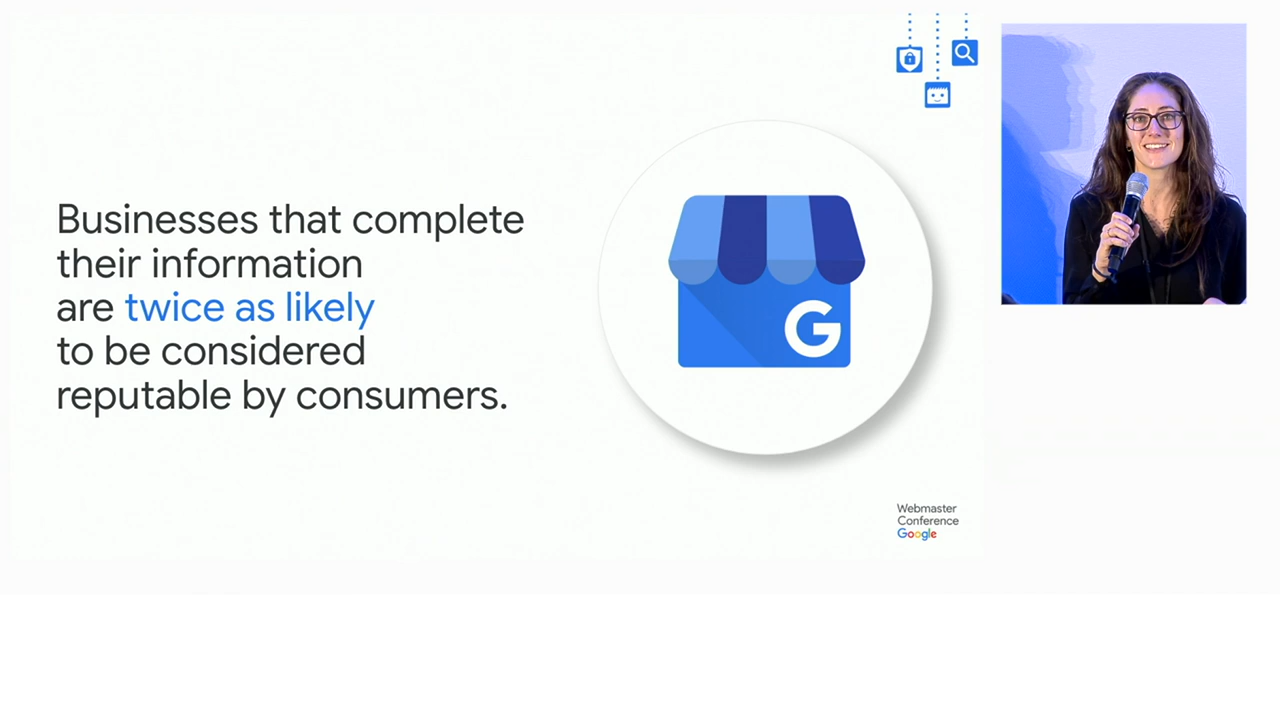 Businesses that complete
their information
are twice as likely
to be considered
reputable by consumers.
G
Webmaster
Conference
Google